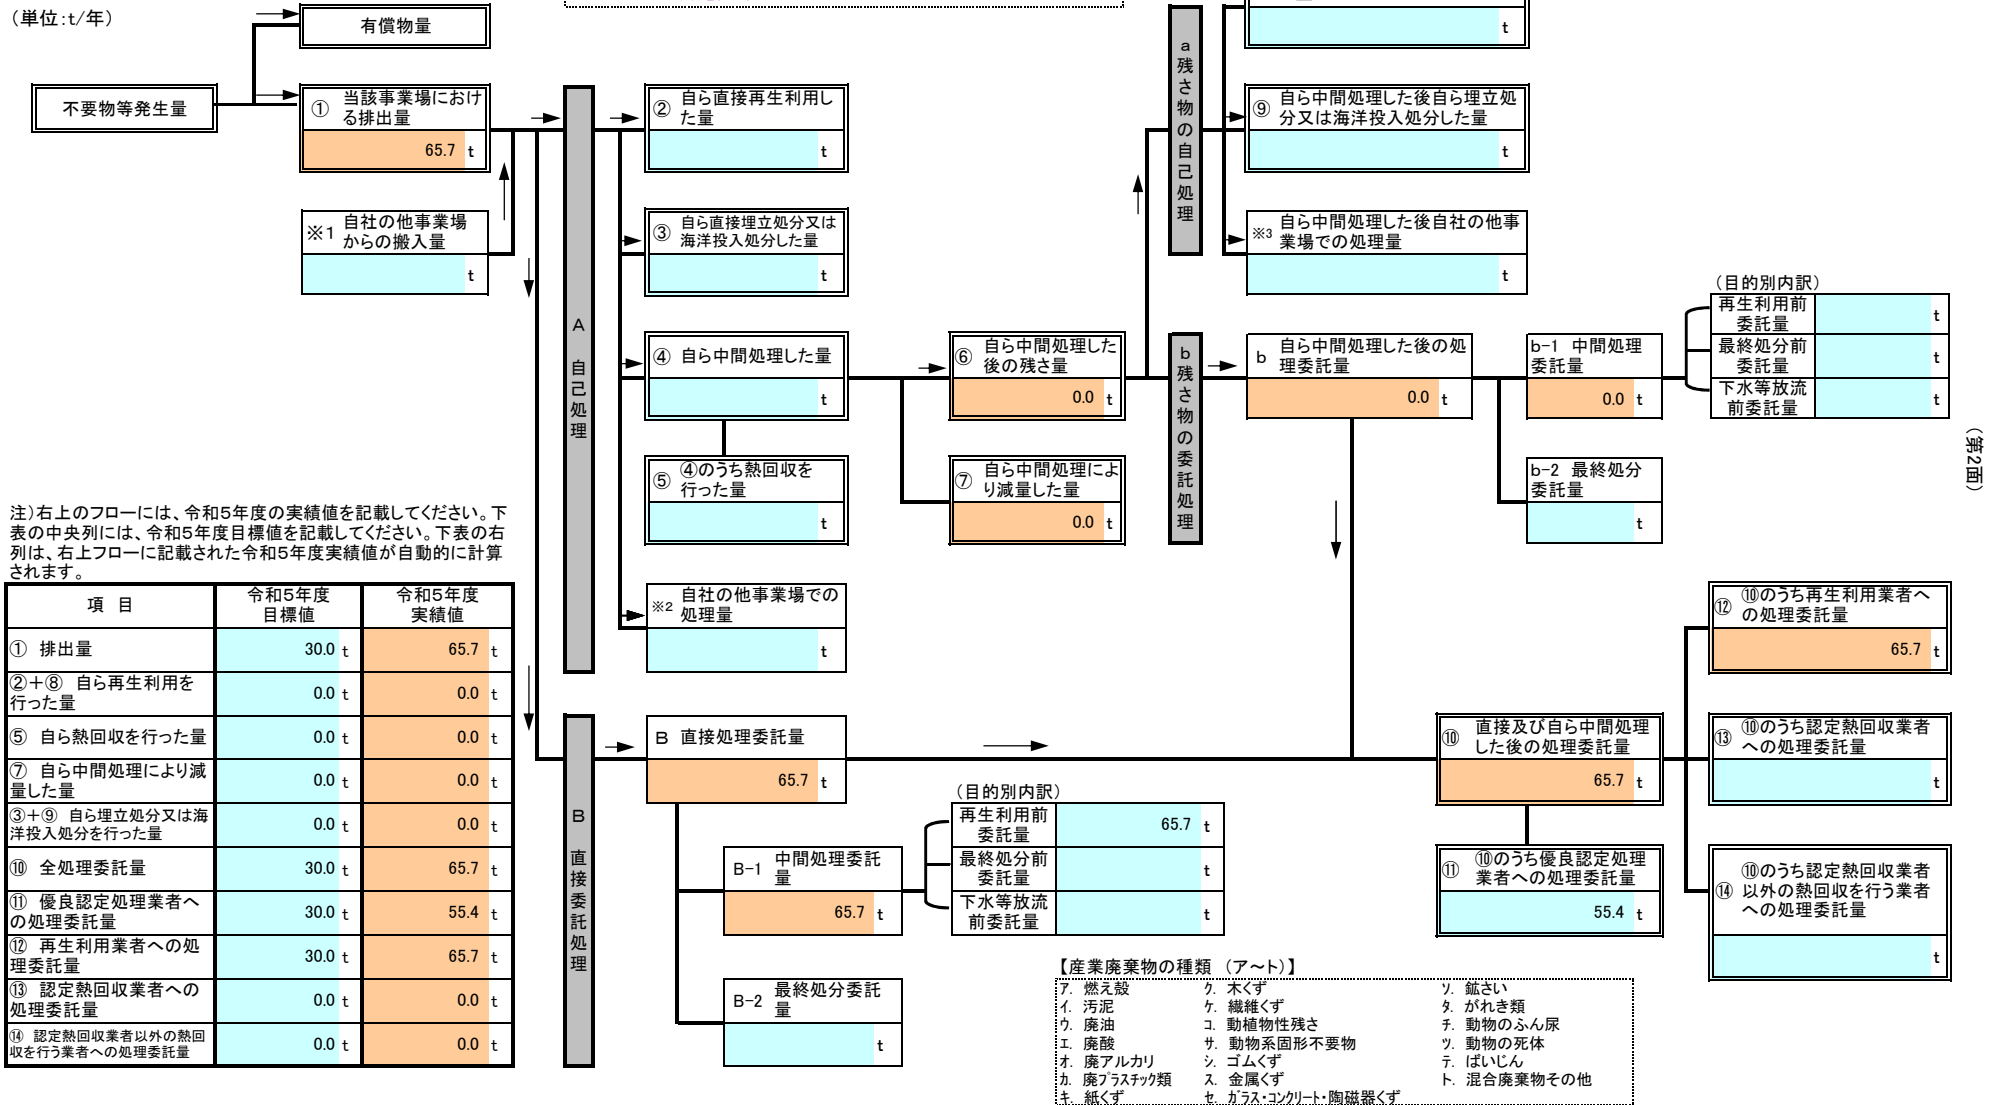 (単位:t/年)
有償物量
t
不要物等発生量
① 当該事業場におけ
る排出量
65.7 t
② 自ら直接再生利用し
た量
t
a
残
さ
物
の
自
己
処
理
⑨ 自ら中間処理した後自ら埋立処
分又は海洋投入処分した量
t
※1 自社の他事業場
からの搬入量
t
③ 自ら直接埋立処分又は
海洋投入処分した量
t
※3 自ら中間処理した後自社の他事
業場での処理量
t
A
自
己
処
理
④ 自ら中間処理した量
t
⑥ 自ら中間処理した
後の残さ量
0.0 t
b
残
さ
物
の
委
託
処
理
b 自ら中間処理した後の処
理委託量
0.0 t
b-1 中間処理
委託量
0.0 t
(目的別内訳)
再生利用前
委託量 t
最終処分前
委託量 t
下水等放流
前委託量 t
(第2面)
⑤ ④のうち熱回収を
行った量
t
⑦ 自ら中間処理によ
り減量した量
0.0 t
b-2 最終処分
委託量
t
※2 自社の他事業場での
処理量
t
注)右上のフローには、令和5年度の実績値を記載してください。下
表の中央列には、令和5年度目標値を記載してください。下表の右
列は、右上フローに記載された令和5年度実績値が自動的に計算
されます。
項 目 令和5年度 令和5年度
目標値 実績値
① 排出量 30.0 t 65.7 t
②+⑧ 自ら再生利用を
行った量 0.0 t 0.0 t
⑤ 自ら熱回収を行った量 0.0 t 0.0 t
⑦ 自ら中間処理により減
量した量 0.0 t 0.0 t
③+⑨ 自ら埋立処分又は海
洋投入処分を行った量 0.0 t 0.0 t
⑩ 全処理委託量 30.0 t 65.7 t
⑪ 優良認定処理業者へ
の処理委託量 30.0 t 55.4 t
⑫ 再生利用業者への処
理委託量 30.0 t 65.7 t
⑬ 認定熱回収業者への
処理委託量 0.0 t 0.0 t
⑭ 認定熱回収業者以外の熱回
収を行う業者への処理委託量 0.0 t 0.0 t
B
直
接
委
託
処
理
B 直接処理委託量
65.7 t
B-1 中間処理委託
量
65.7 t
(目的別内訳)
再生利用前
委託量 65.7 t
最終処分前
委託量 t
下水等放流
前委託量 t
B-2 最終処分委託
量
t
⑩ 直接及び自ら中間処理
した後の処理委託量
65.7 t
⑪ ⑩のうち優良認定処理
業者への処理委託量
55.4 t
⑫ ⑩のうち再生利用業者へ
の処理委託量
65.7 t
⑬ ⑩のうち認定熱回収業者
への処理委託量
t
⑭ ⑩のうち認定熱回収業者
以外の熱回収を行う業者
への処理委託量
t
【産業廃棄物の種類 (ア~ト)】
ア. 燃え殻 ク. 木くず ソ. 鉱さい
イ. 汚泥 ケ. 繊維くず タ. がれき類
ウ. 廃油 コ. 動植物性残さ チ. 動物のふん尿
エ. 廃酸 サ. 動物系固形不要物 ツ. 動物の死体
オ. 廃アルカリ シ. ゴムくず テ. ばいじん
カ. 廃プラスチック類 ス. 金属くず ト. 混合廃棄物その他
キ. 紙くず セ. ガラス・コンクリート・陶磁器くず